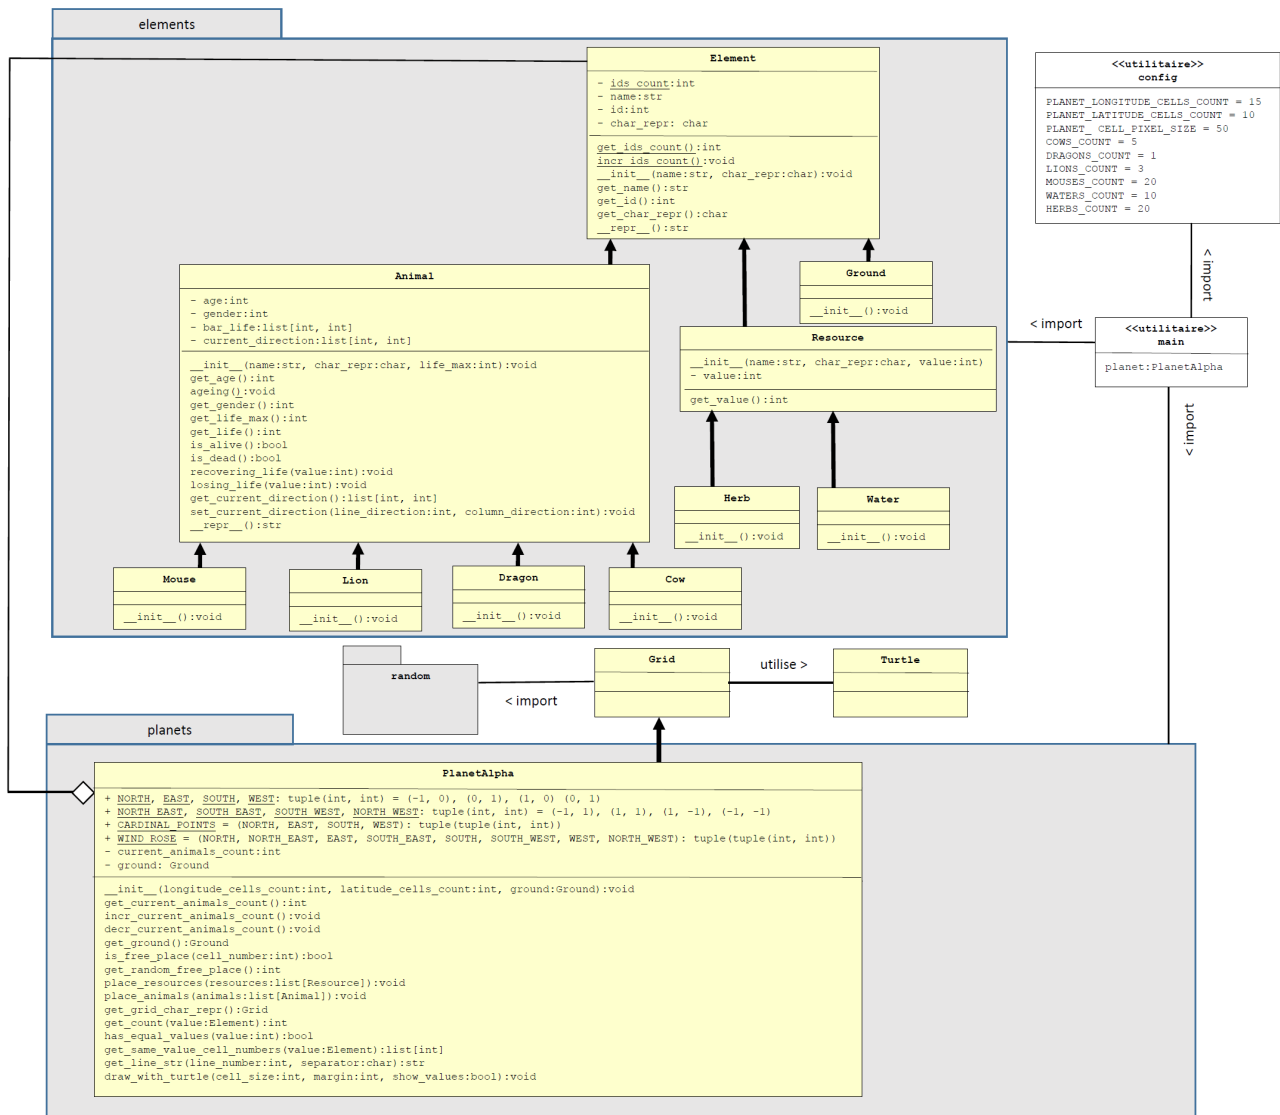 elements
Element
- ids_count:int
- name:str
- id:int
- char_repr: char
get_ids_count():int
incr_ids_count():void
__init__(name:str, char_repr:char):void
get_name():str
get_id():int
get_char_repr():char
__repr__():str
<<utilitaire>>
config
PLANET_LONGITUDE_CELLS_COUNT = 15
PLANET_LATITUDE_CELLS_COUNT = 10
PLANET_ CELL_PIXEL_SIZE = 50
COWS_COUNT = 5
DRAGONS_COUNT = 1
LIONS_COUNT = 3
MOUSES_COUNT = 20
WATERS_COUNT = 10
HERBS_COUNT = 20
< import
Animal
- age:int
- gender:int
- bar_life:list[int, int]
- current_direction:list[int, int]
__init__(name:str, char_repr:char, life_max:int):void
get_age():int
ageing():void
get_gender():int
get_life_max():int
get_life():int
is_alive():bool
is_dead():bool
recovering_life(value:int):void
losing_life(value:int):void
get_current_direction():list[int, int]
set_current_direction(line_direction:int, column_direction:int):void
__repr__():str
Ground
__init__():void
Resource
__init__(name:str, char_repr:char, value:int)
- value:int
get_value():int
< import
<<utilitaire>>
main
planet:PlanetAlpha
< import
Herb
__init__():void
Water
__init__():void
Mouse
__init__():void
Lion
__init__():void
Dragon
__init__():void
Cow
__init__():void
random
< import
Grid
utilise >
Turtle
planets
PlanetAlpha
+ NORTH, EAST, SOUTH, WEST: tuple(int, int) = (-1, 0), (0, 1), (1, 0) (0, 1)
+ NORTH_EAST, SOUTH_EAST, SOUTH_WEST, NORTH_WEST: tuple(int, int) = (-1, 1), (1, 1), (1, -1), (-1, -1)
+ CARDINAL_POINTS = (NORTH, EAST, SOUTH, WEST): tuple(tuple(int, int))
+ WIND_ROSE = (NORTH, NORTH_EAST, EAST, SOUTH_EAST, SOUTH, SOUTH_WEST, WEST, NORTH_WEST): tuple(tuple(int, int))
- current_animals_count:int
- ground: Ground
__init__(longitude_cells_count:int, latitude_cells_count:int, ground:Ground):void
get_current_animals_count():int
incr_current_animals_count():void
decr_current_animals_count():void
get_ground():Ground
is_free_place(cell_number:int):bool
get_random_free_place():int
place_resources(resources:list[Resource]):void
place_animals(animals:list[Animal]):void
get_grid_char_repr():Grid
get_count(value:Element):int
has_equal_values(value:int):bool
get_same_value_cell_numbers(value:Element):list[int]
get_line_str(line_number:int, separator:char):str
draw_with_turtle(cell_size:int, margin:int, show_values:bool):void